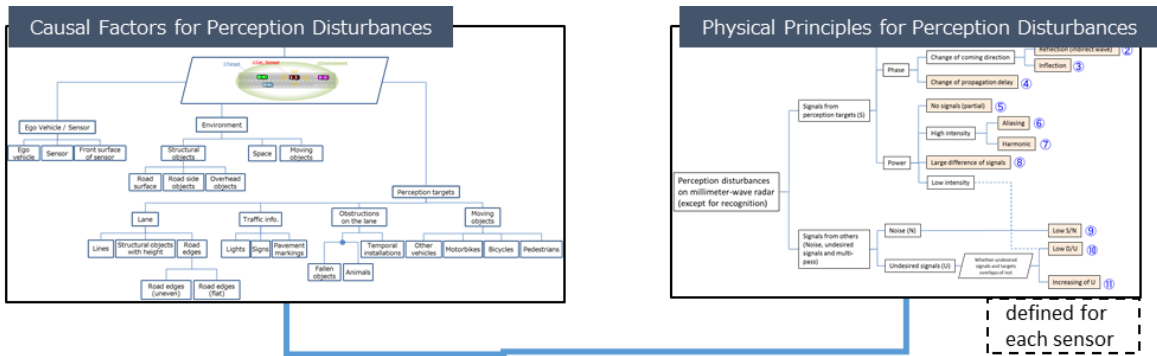 Causal Factors for Perception Disturbances
Ego Vehicle / Sensor
Ego
vehicle
Sensor
Front surface
of sensor
Environment
Structural
objects
Space
Moving
objects
Road
surface
Road side
objects
Overhead
objects
Perception targets
Lane
Traffic info.
Obstructions
on the lane
Moving
objects
Lines
Structural objects
with height
Road
edges
Lights
Signs
Pavement
markings
Temporal
installations
Other
vehicles
Motorbikes
Bicycles
Pedestrians
Fallen
objects
Animals
Road edges
(uneven)
Road edges
(flat)
Physical Principles for Perception Disturbances
Reflection (indirect wave) ②
Phase
Change of coming direction
Inflection ③
Change of propagation delay ④
Signals from
perception targets (S)
No signals (partial) ⑤
Aliasing ⑥
High intensity
Harmonic ⑦
Power
Large difference of signals ⑧
Low intensity
Perception disturbances
on millimeter-wave radar
(except for recognition)
Signals from others
(Noise, undesired
signals and multi-
pass)
Noise (N)
Low S/N ⑨
Low D/U ⑩
Undesired signals (U)
Whether undesired
signals and targets
overlaps of not
Increasing of U ⑪
defined for
each sensor